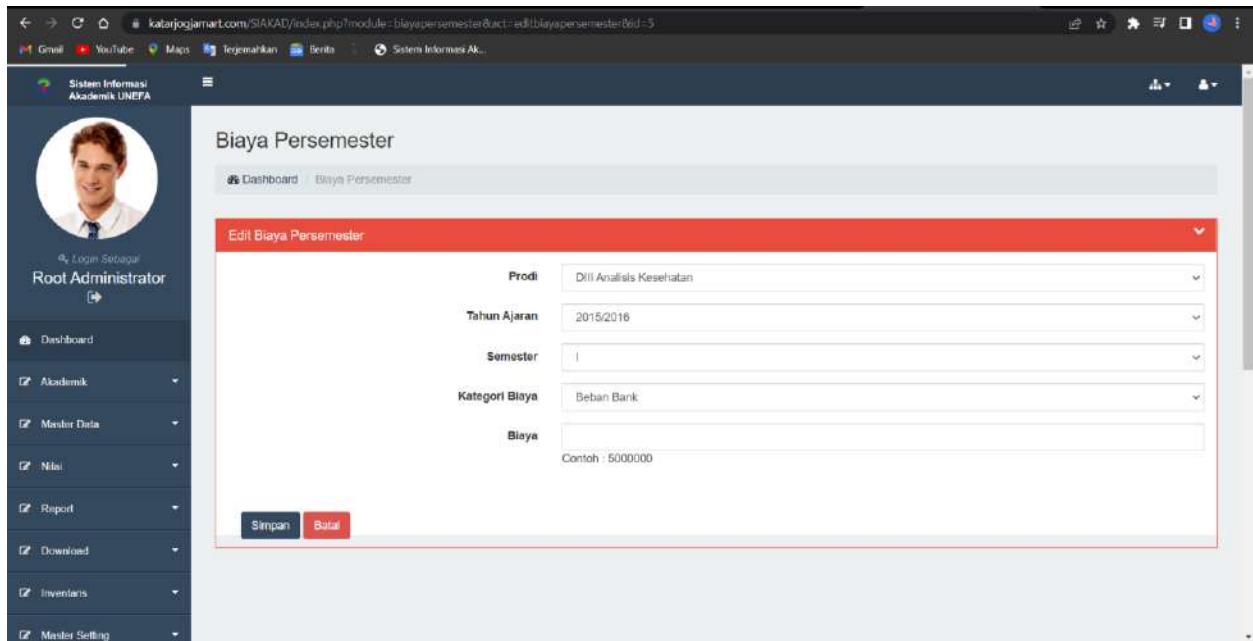 katarjogjamart.com/SIAKAD/index.php?module=biayapersemester&act=editbiayapersemester&id=5
Gmail YouTube Maps Terjemahkan Berita Sistem Informasi Ak...
Sistem Informasi
Akademik UNEFA
Biaya Persemester
Dashboard / Biaya Persemester
Edit Biaya Persemester
Login Sebagai
Root Administrator
Prodi DIII Analisis Kesehatan
Tahun Ajaran 2015/2016
Semester I
Kategori Biaya Beban Bank
Biaya
Contoh : 5000000
Simpan Batal
Dashboard
Akademik
Master Data
Nilai
Report
Download
Inventaris
Master Setting